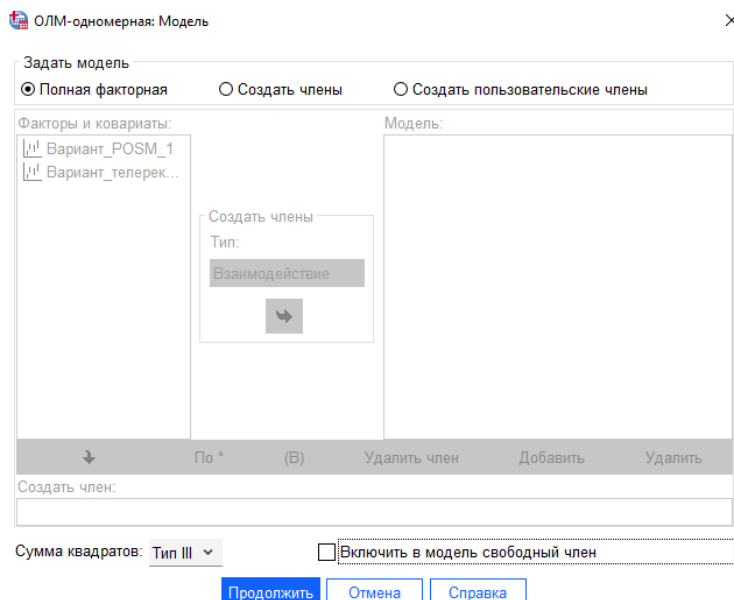 ОЛМ-одномерная: Модель
Задать модель
Полная факторная Создать члены Создать пользовательские члены
Факторы и ковариаты: Модель:
Вариант_POSM_1
Вариант_телерек...
Создать члены
Тип:
Взаимодействие
По * (В) Удалить член Добавить Удалить
Создать член:
Сумма квадратов: Тип III Включить в модель свободный член
Продолжить Отмена Справка